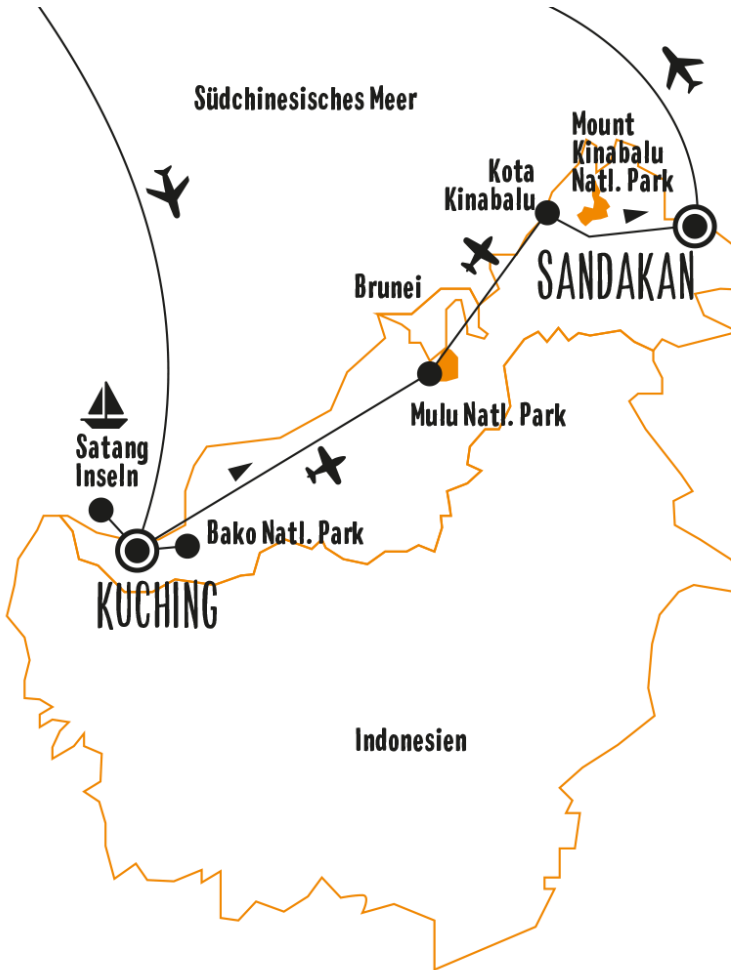 Südchinesisches Meer
Mount
Kinabalu
Natl. Park
Kota
Kinabalu
SANDAKAN
Brunei
Mulu Natl. Park
Satang
Inseln
Bako Natl. Park
KUCHING
Indonesien